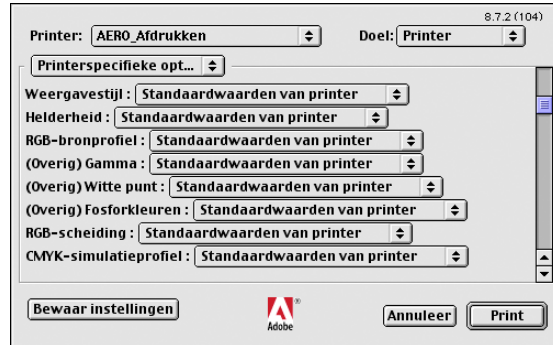 8.7.2 (104)
Printer: AERO_Afdrukken Doel: Printer
Printerspecifieke opt...
Weergavestijl : Standaardwaarden van printer
Helderheid : Standaardwaarden van printer
RGB-bronprofiel : Standaardwaarden van printer
(Overig) Gamma : Standaardwaarden van printer
(Overig) Witte punt : Standaardwaarden van printer
(Overig) Fosforkleuren : Standaardwaarden van printer
RGB-scheiding : Standaardwaarden van printer
CMYK-simulatieprofiel : Standaardwaarden van printer
Bewaar instellingen Adobe® Annuleer Print